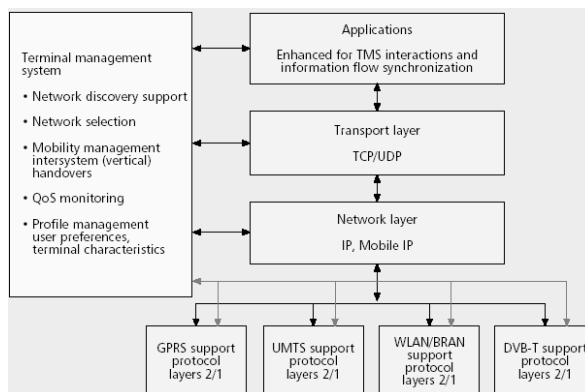 Terminal management
system
• Network discovery support
• Network selection
• Mobility management
intersystem (vertical)
handovers
• QoS monitoring
• Profile management
user preferences,
terminal characteristics
Applications
Enhanced for TMS interactions and
information flow synchronization
Transport layer
TCP/UDP
Network layer
IP, Mobile IP
GPRS support
protocol
layers 2/1
UMTS support
protocol
layers 2/1
WLAN/BRAN
support
protocol
layers 2/1
DVB-T support
protocol
layers 2/1